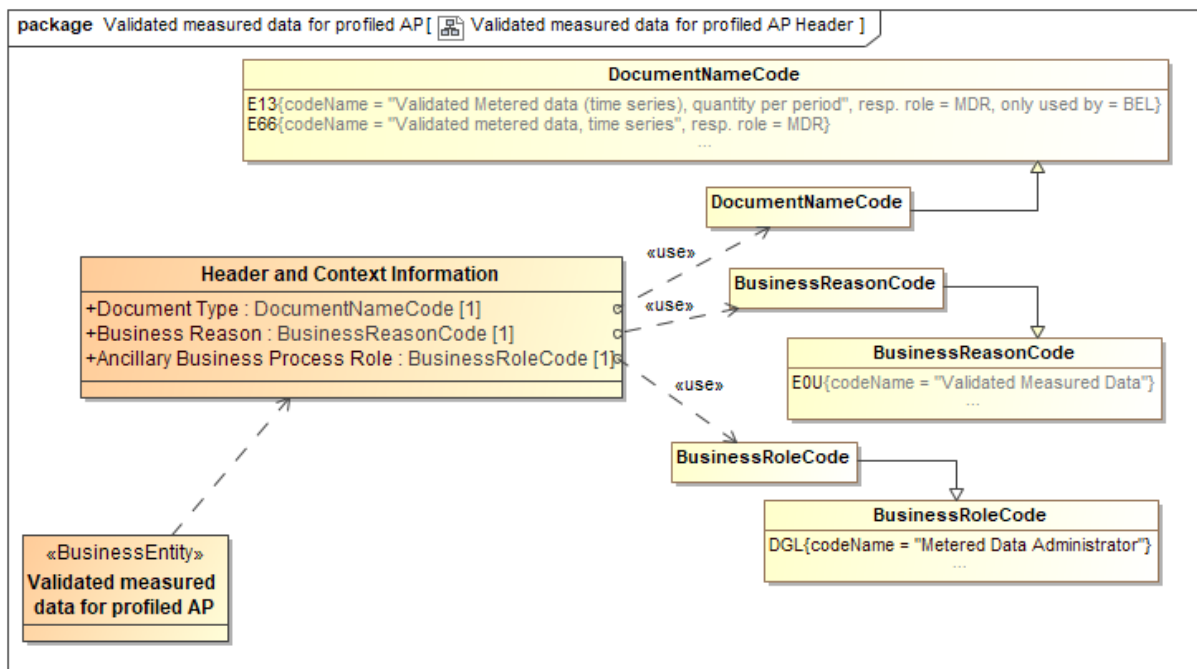 package Validated measured data for profiled AP[ Validated measured data for profiled AP Header ]
DocumentNameCode
E13{codeName = "Validated Metered data (time series), quantity per period", resp. role = MDR, only used by = BEL}
E66{codeName = "Validated metered data, time series", resp. role = MDR}
...
DocumentNameCode
«use»
Header and Context Information
+Document Type : DocumentNameCode [1]
+Business Reason : BusinessReasonCode [1]
+Ancillary Business Process Role : BusinessRoleCode [1]
«use»
BusinessReasonCode
BusinessReasonCode
E0U{codeName = "Validated Measured Data"}
...
«use»
BusinessRoleCode
BusinessRoleCode
DGL{codeName = "Metered Data Administrator"}
...
«BusinessEntity»
Validated measured
data for profiled AP